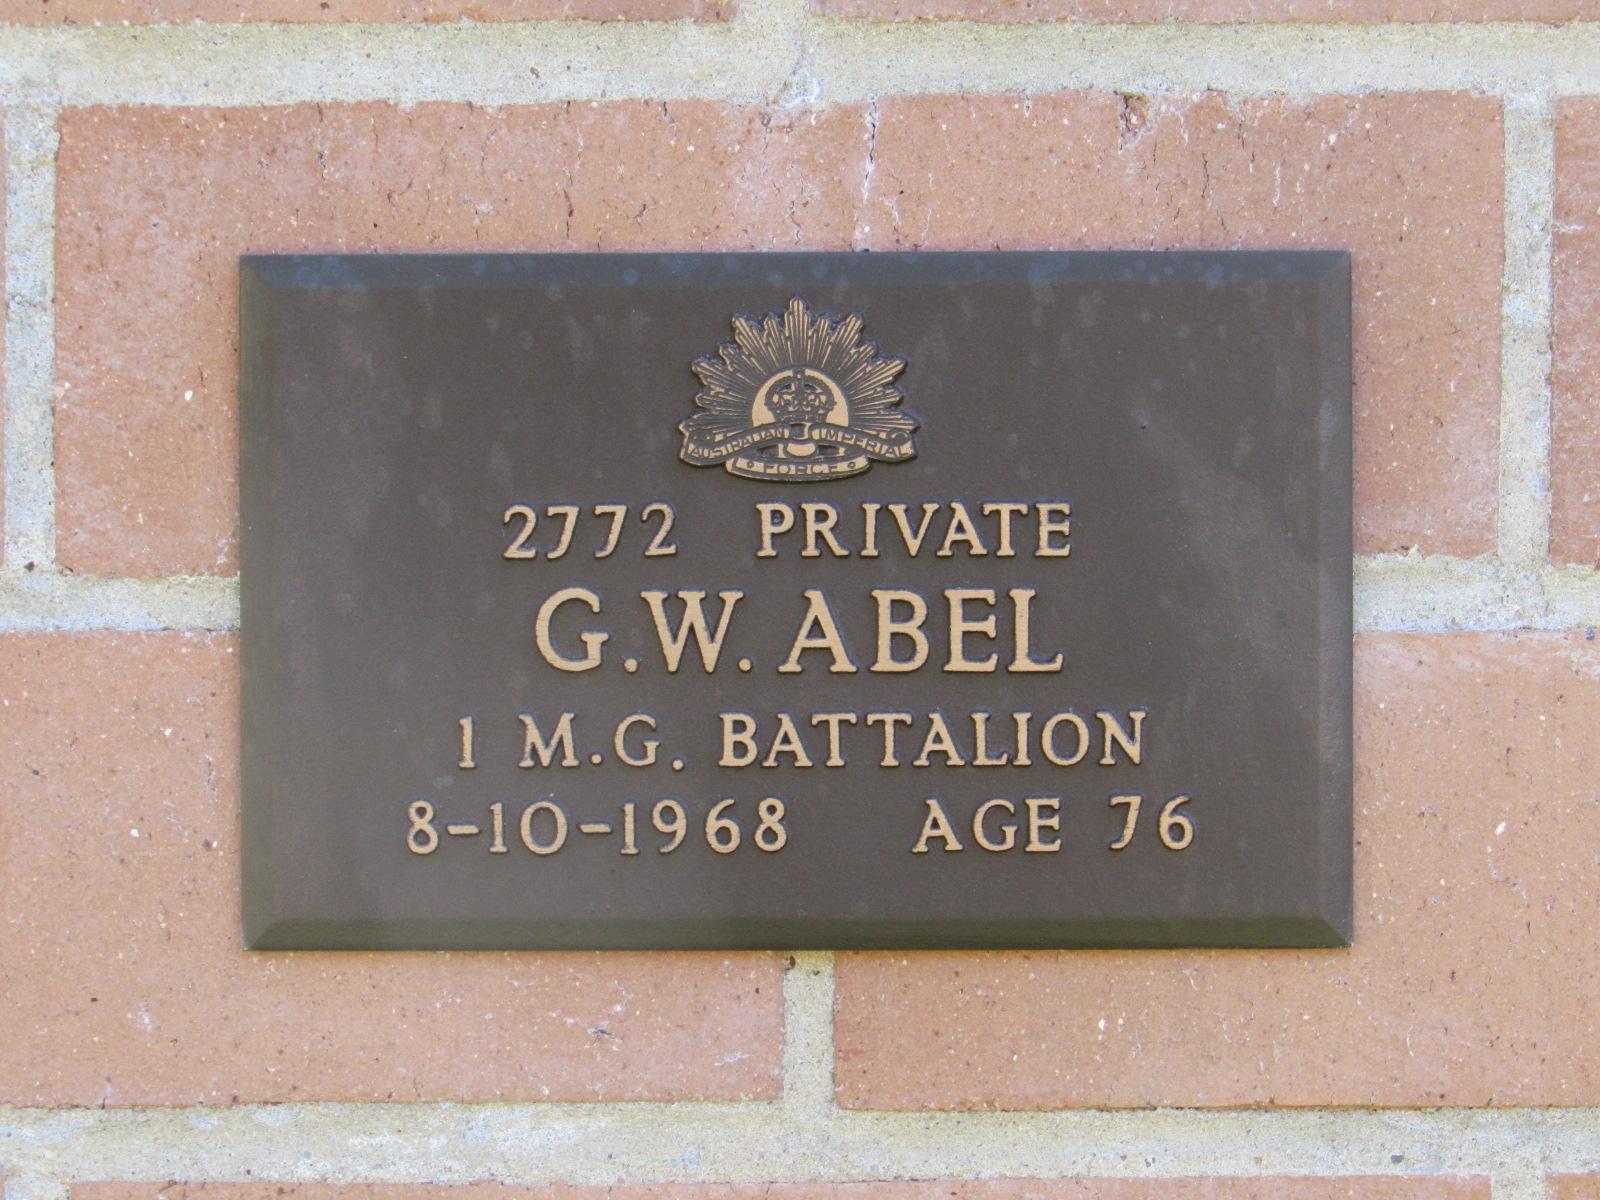 AUSTRALIAN IMPERIAL
FORCE
2772 PRIVATE
G.W. ABEL
1 M.G. BATTALION
8-10-1968 AGE 76